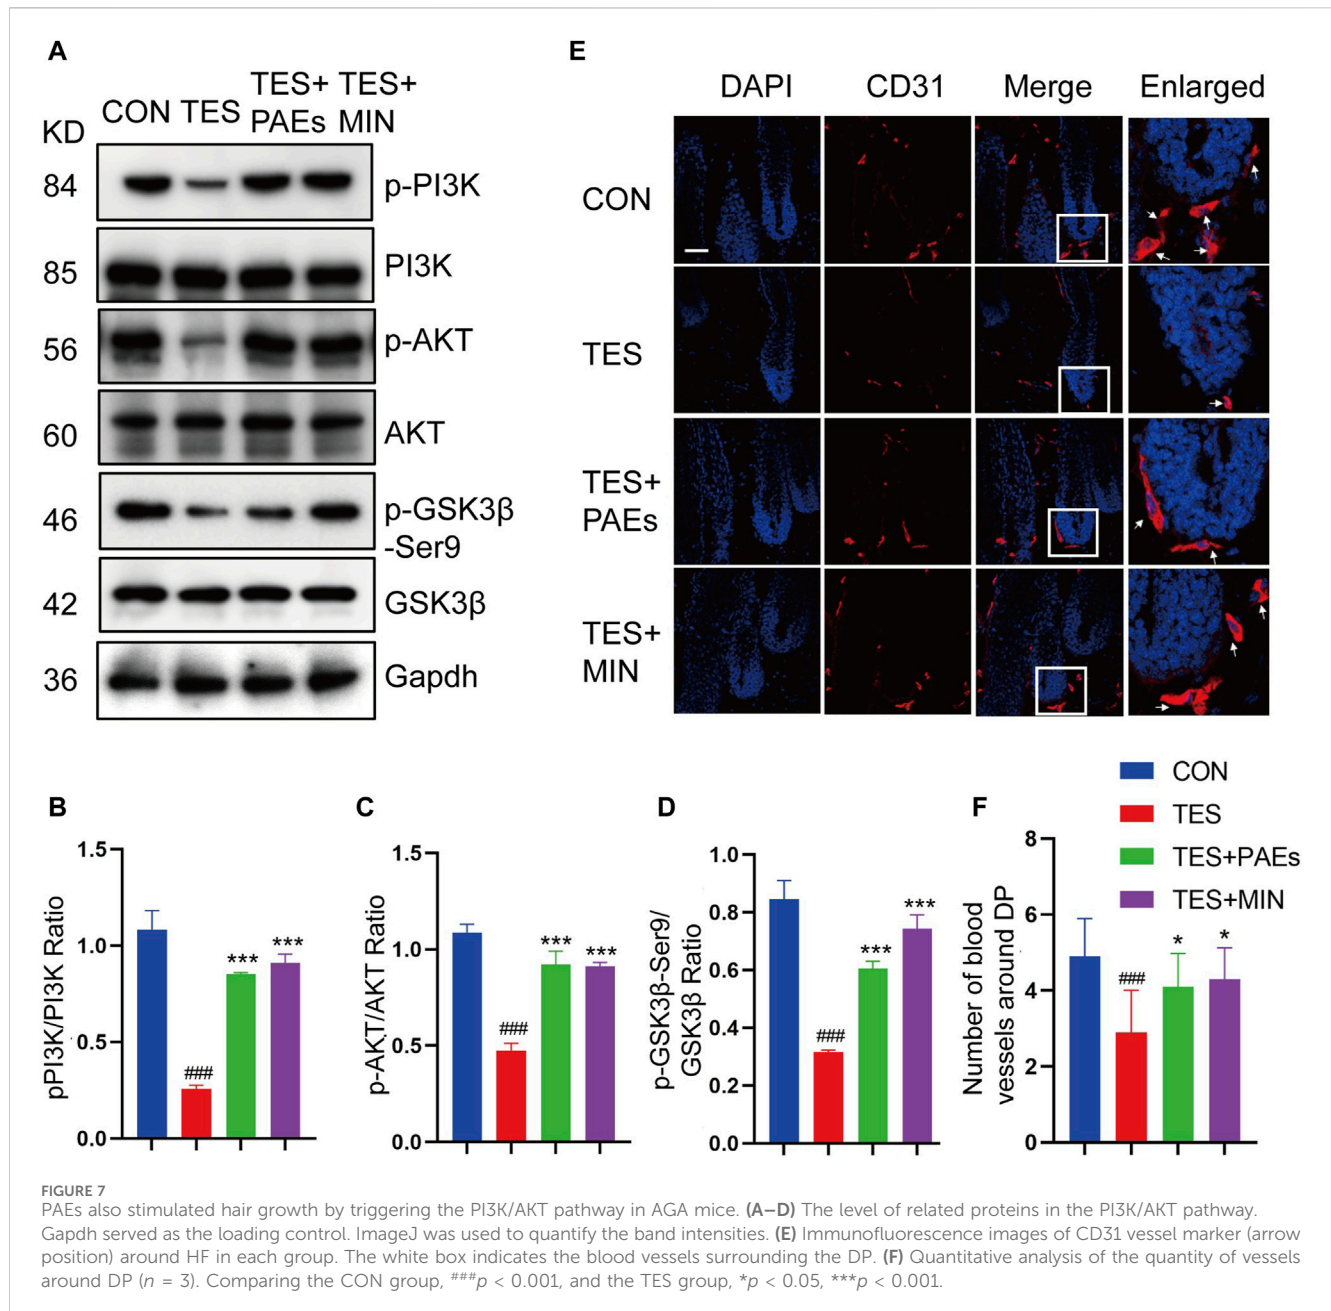 A
CON TES TES+ TES+
PAEs MIN
KD
84 p-PI3K
85 PI3K
56 p-AKT
60 AKT
46 p-GSK3β
-Ser9
42 GSK3β
36 Gapdh
E
DAPI CD31 Merge Enlarged
CON
TES
TES+
PAEs
TES+
MIN
B
pPI3K/PI3K Ratio
1.5
1.0
0.5
0.0
###
***
***
C
p-AKT/AKT Ratio
1.5
1.0
0.5
0.0
###
***
***
D
p-GSK3β-Ser9/
GSK3β Ratio
1.0
0.8
0.6
0.4
0.2
0.0
###
***
***
F
Number of blood
vessels around DP
8
6
4
2
0
###
*
*
CON
TES
TES+PAEs
TES+MIN
FIGURE 7
PAEs also stimulated hair growth by triggering the PI3K/AKT pathway in AGA mice. (A–D) The level of related proteins in the PI3K/AKT pathway.
Gapdh served as the loading control. ImageJ was used to quantify the band intensities. (E) Immunofluorescence images of CD31 vessel marker (arrow
position) around HF in each group. The white box indicates the blood vessels surrounding the DP. (F) Quantitative analysis of the quantity of vessels
around DP (n = 3). Comparing the CON group, ###p < 0.001, and the TES group, *p < 0.05, ***p < 0.001.